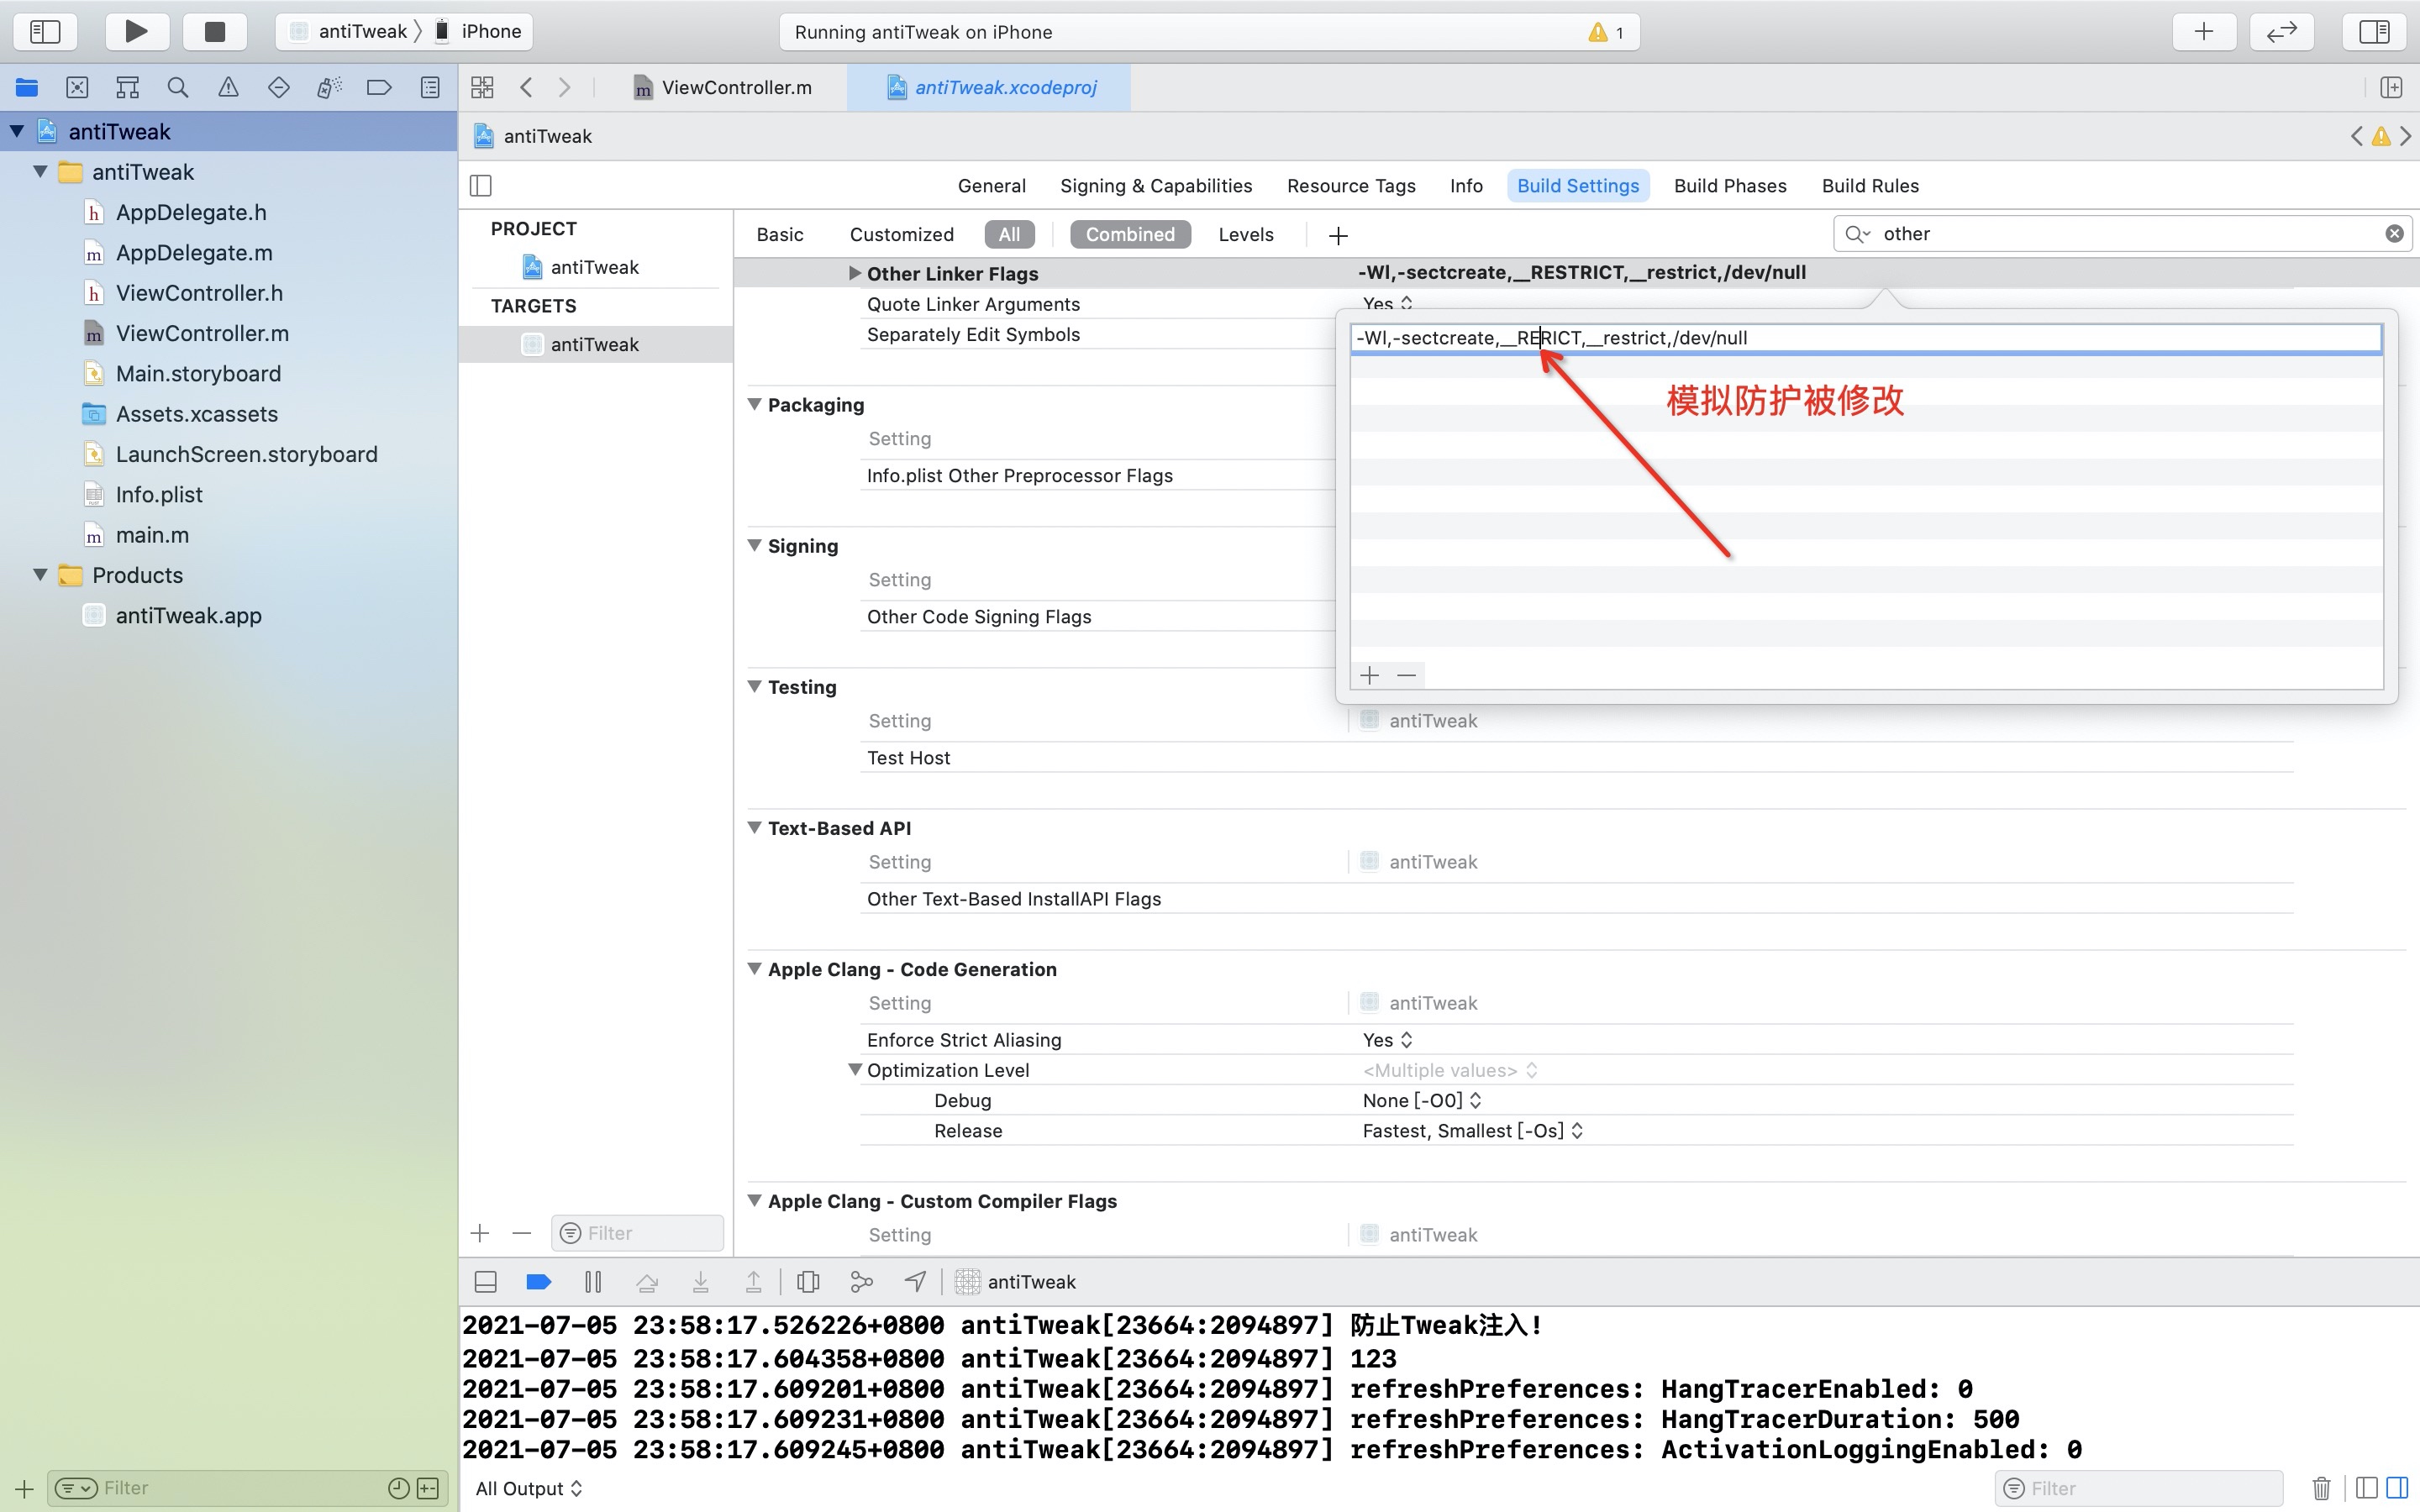 antiTweak 〉 iPhone
Running antiTweak on iPhone
1
ViewController.m
antiTweak.xcodeproj
antiTweak
antiTweak
AppDelegate.h
AppDelegate.m
ViewController.h
ViewController.m
Main.storyboard
Assets.xcassets
LaunchScreen.storyboard
Info.plist
main.m
Products
antiTweak.app
Filter
antiTweak
General
Signing & Capabilities
Resource Tags
Info
Build Settings
Build Phases
Build Rules
PROJECT
antiTweak
TARGETS
antiTweak
Filter
Basic
Customized
All
Combined
Levels
other
Other Linker Flags
-Wl,-sectcreate,__RESTRICT,__restrict,/dev/null
Quote Linker Arguments
Yes
Separately Edit Symbols
-Wl,-sectcreate,__RERICT,__restrict,/dev/null
模拟防护被修改
Packaging
Setting
Info.plist Other Preprocessor Flags
Signing
Setting
Other Code Signing Flags
Testing
Setting
antiTweak
Test Host
Text-Based API
Setting
antiTweak
Other Text-Based InstallAPI Flags
Apple Clang - Code Generation
Setting
antiTweak
Enforce Strict Aliasing
Yes
Optimization Level
<Multiple values>
Debug
None [-O0]
Release
Fastest, Smallest [-Os]
Apple Clang - Custom Compiler Flags
Setting
antiTweak
antiTweak
2021-07-05 23:58:17.526226+0800 antiTweak[23664:2094897] 防止Tweak注入!
2021-07-05 23:58:17.604358+0800 antiTweak[23664:2094897] 123
2021-07-05 23:58:17.609201+0800 antiTweak[23664:2094897] refreshPreferences: HangTracerEnabled: 0
2021-07-05 23:58:17.609231+0800 antiTweak[23664:2094897] refreshPreferences: HangTracerDuration: 500
2021-07-05 23:58:17.609245+0800 antiTweak[23664:2094897] refreshPreferences: ActivationLoggingEnabled: 0
All Output
Filter